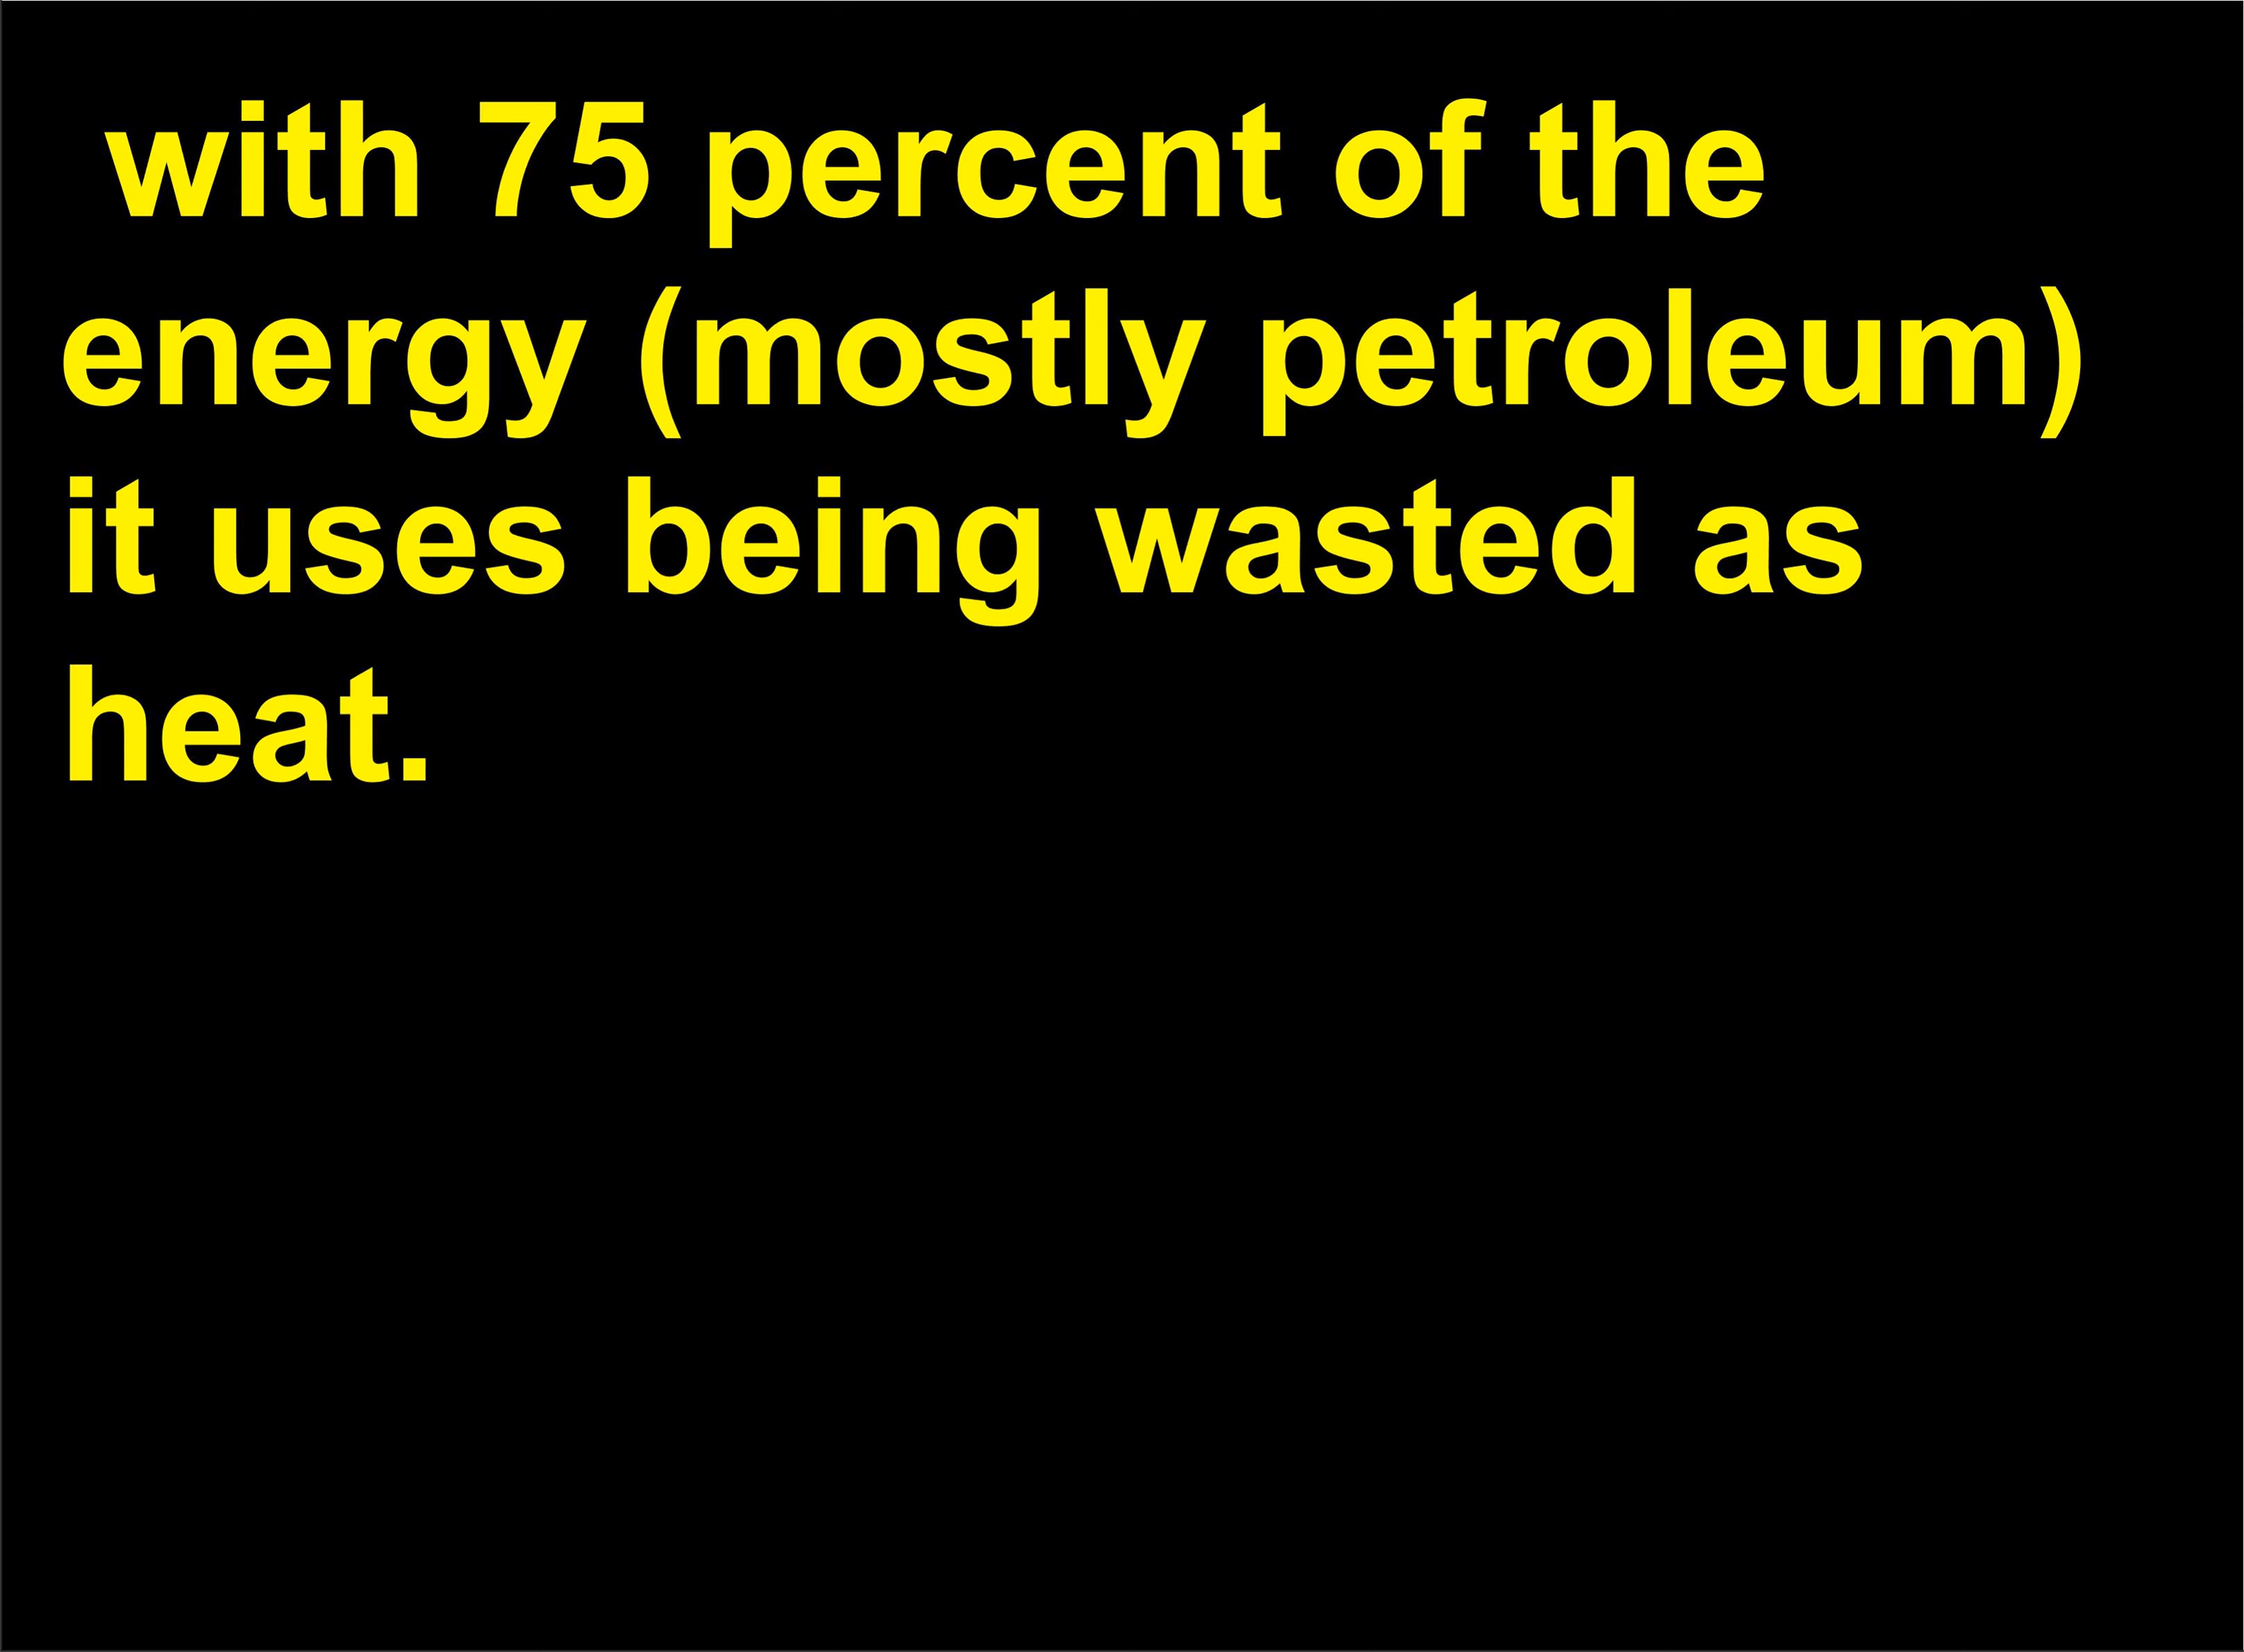 with 75 percent of the
energy (mostly petroleum)
it uses being wasted as
heat.